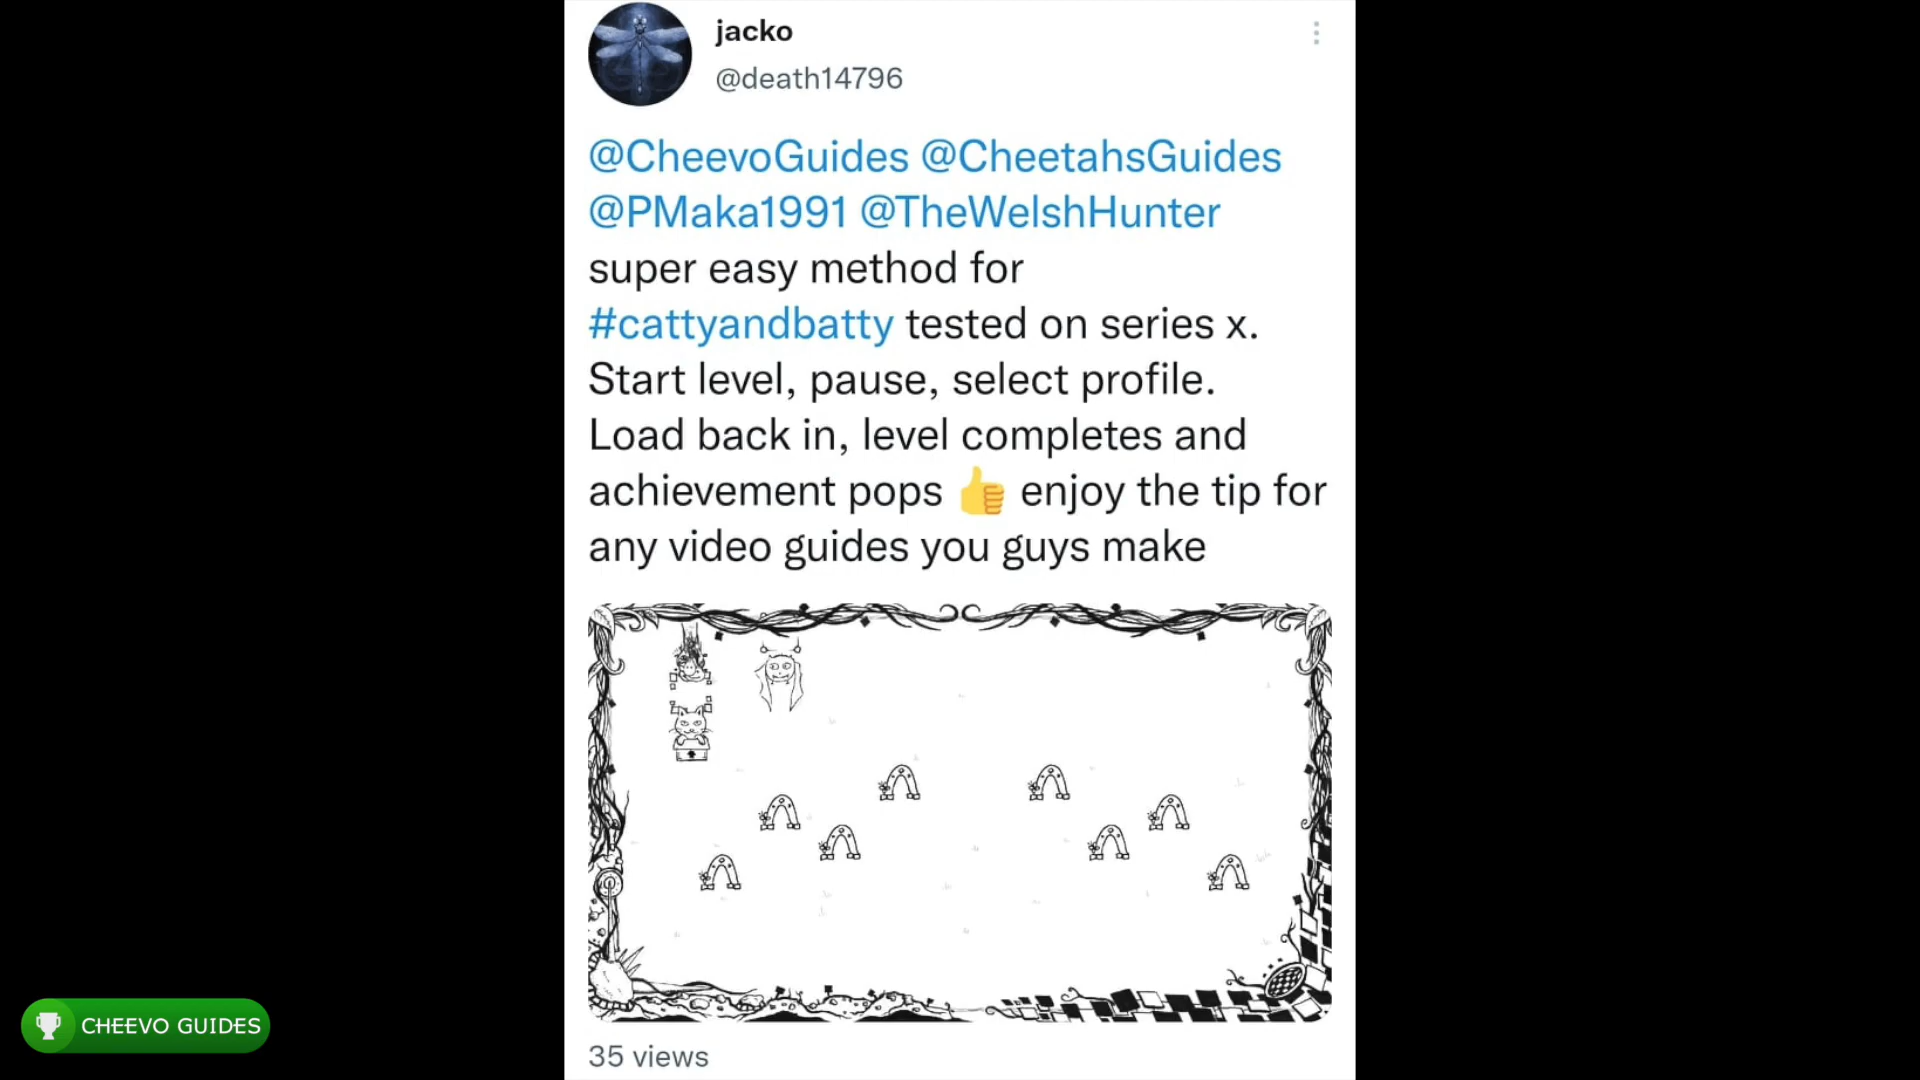 jacko
@death14796
@CheevoGuides @CheetahsGuides
@PMaka1991 @TheWelshHunter
super easy method for
#cattyandbatty tested on series x.
Start level, pause, select profile.
Load back in, level completes and
achievement pops 👍 enjoy the tip for
any video guides you guys make
35 views
CHEEVO GUIDES